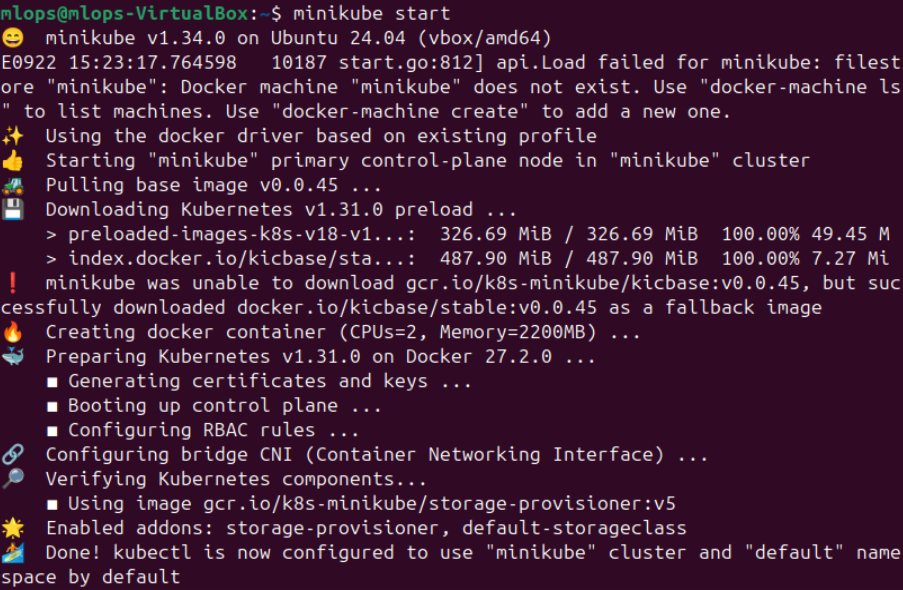 mlops@mlops-VirtualBox:~$ minikube start
😄 minikube v1.34.0 on Ubuntu 24.04 (vbox/amd64)
E0922 15:23:17.764598   10187 start.go:812] api.Load failed for minikube: filest
ore "minikube": Docker machine "minikube" does not exist. Use "docker-machine ls
" to list machines. Use "docker-machine create" to add a new one.
✨ Using the docker driver based on existing profile
👍 Starting "minikube" primary control-plane node in "minikube" cluster
🚜 Pulling base image v0.0.45 ...
💾 Downloading Kubernetes v1.31.0 preload ...
    > preloaded-images-k8s-v18-v1...:  326.69 MiB / 326.69 MiB  100.00% 49.45 M
    > index.docker.io/kicbase/sta...:  487.90 MiB / 487.90 MiB  100.00% 7.27 Mi
❗ minikube was unable to download gcr.io/k8s-minikube/kicbase:v0.0.45, but suc
cessfully downloaded docker.io/kicbase/stable:v0.0.45 as a fallback image
🔥 Creating docker container (CPUs=2, Memory=2200MB) ...
🐳 Preparing Kubernetes v1.31.0 on Docker 27.2.0 ...
    ▪ Generating certificates and keys ...
    ▪ Booting up control plane ...
    ▪ Configuring RBAC rules ...
🔗 Configuring bridge CNI (Container Networking Interface) ...
🔎 Verifying Kubernetes components...
    ▪ Using image gcr.io/k8s-minikube/storage-provisioner:v5
🌟 Enabled addons: storage-provisioner, default-storageclass
🏄 Done! kubectl is now configured to use "minikube" cluster and "default" name
space by default